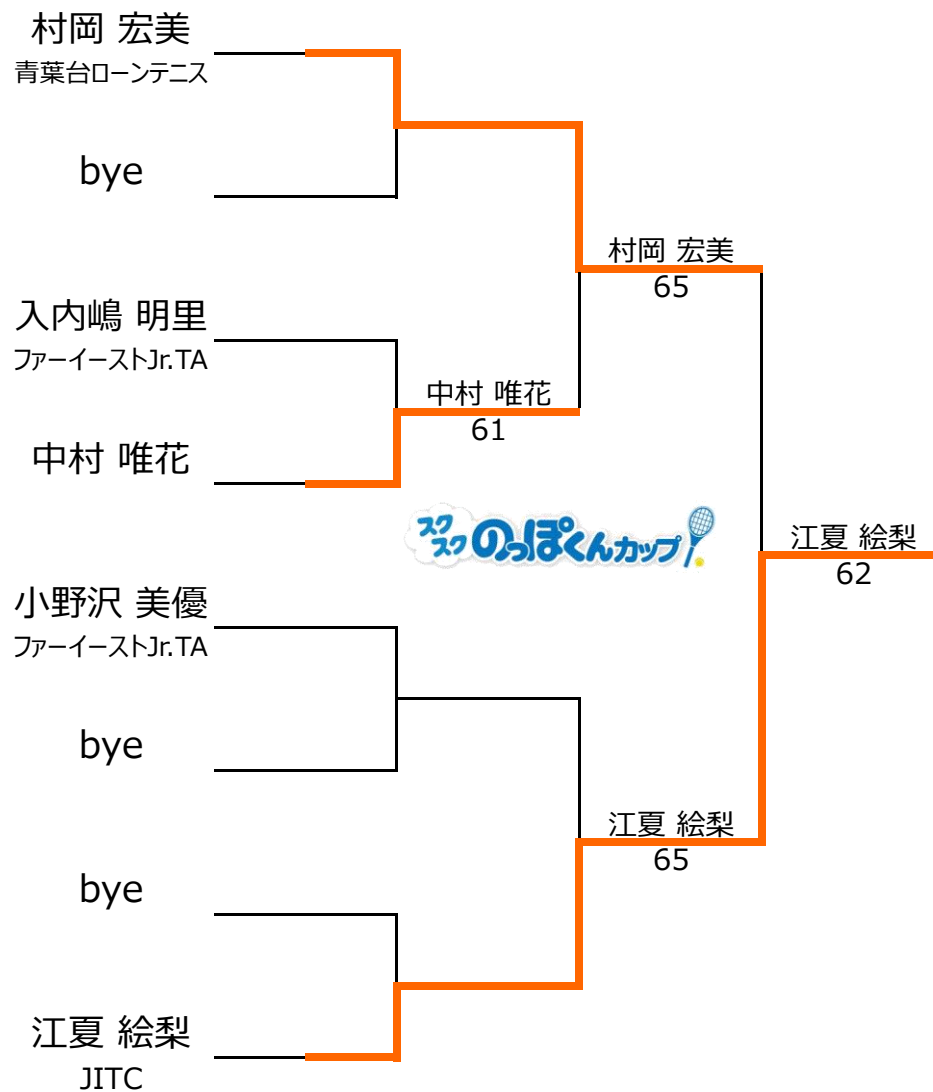 村岡 宏美
青葉台ローンテニス
bye
村岡 宏美
65
入内嶋 明里
ファーイーストJr.TA
中村 唯花
61
中村 唯花
スクスクのっぽくんカップ
江夏 絵梨
62
小野沢 美優
ファーイーストJr.TA
bye
江夏 絵梨
65
bye
江夏 絵梨
JITC